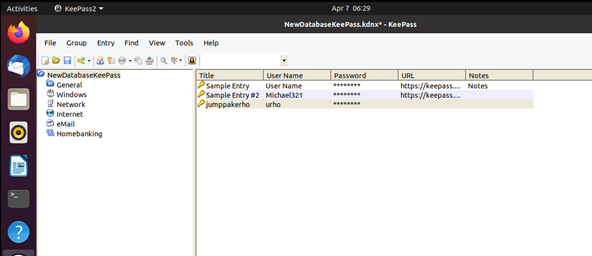 Activities KeePass2 Apr 7 06:29
NewDatabaseKeePass.kdnx* - KeePass
File Group Entry Find View Tools Help
NewDatabaseKeePass
General
Windows
Network
Internet
eMail
Homebanking
Title User Name Password URL Notes
Sample Entry User Name ******** https://keepass.... Notes
Sample Entry #2 Michael321 ******** https://keepass....
jumppakerho urho ********